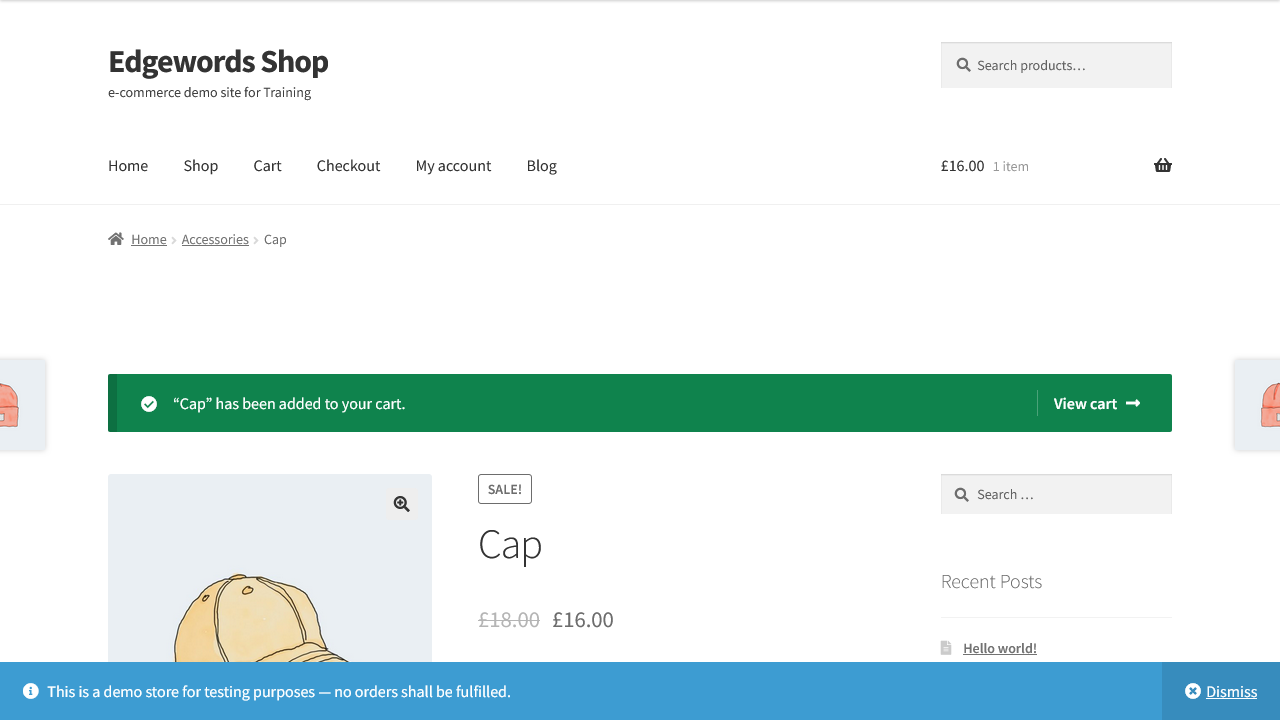 Edgewords Shop
e-commerce demo site for Training
Search products…
Home Shop Cart Checkout My account Blog
£16.00 1 item
Home Accessories Cap
“Cap” has been added to your cart.
View cart
SALE!
Cap
£18.00 £16.00
Search …
Recent Posts
Hello world!
This is a demo store for testing purposes — no orders shall be fulfilled.
Dismiss